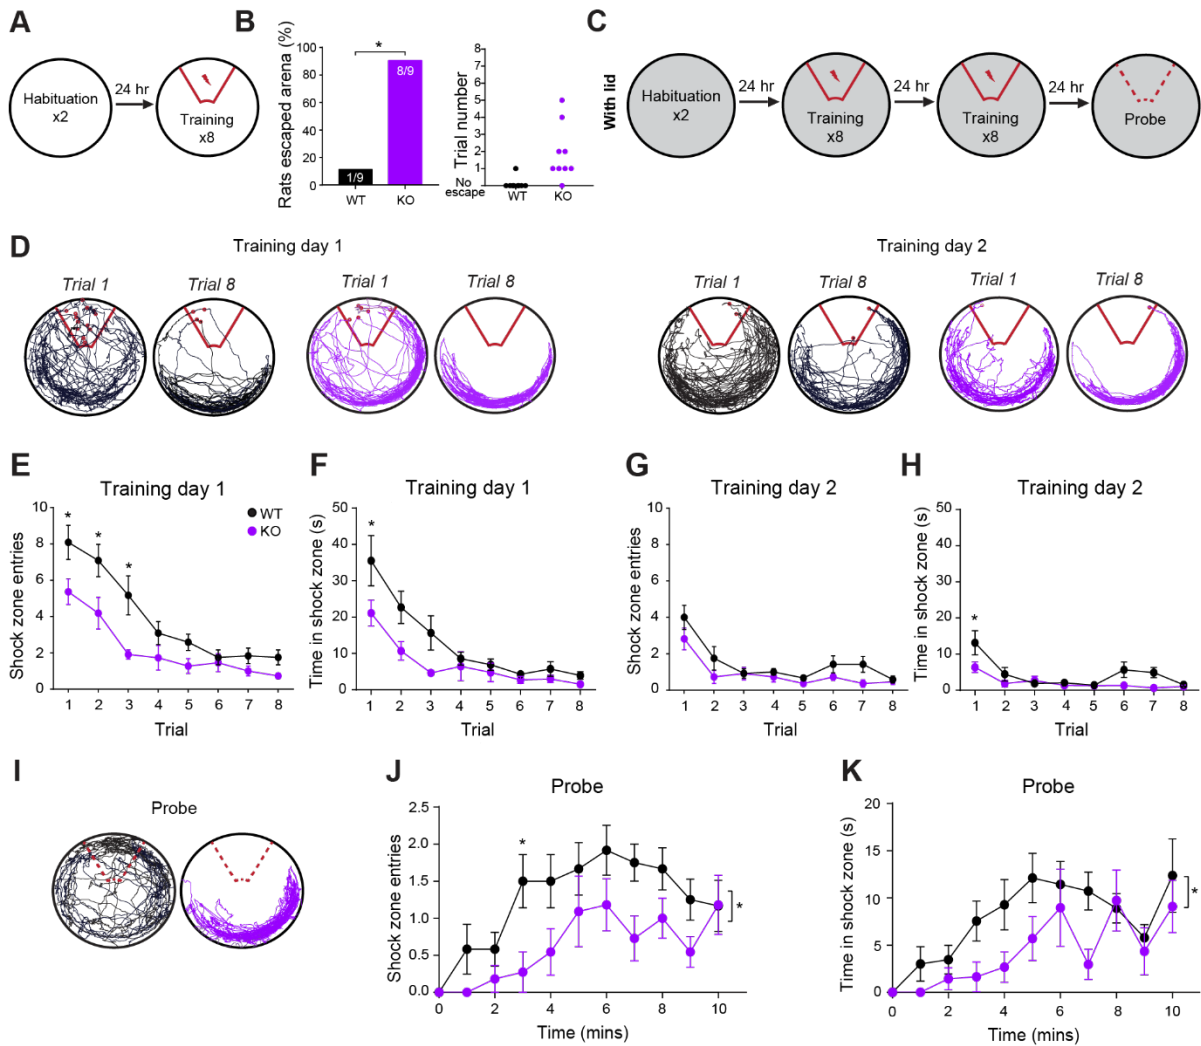 A
Habituation
x2
24 hr
Training
x8
B
Rats escaped arena (%)
100
80
60
40
20
0
*
1/9
8/9
WT
KO
Trial number
8
7
6
5
4
3
2
1
No
escape
WT
KO
C
With lid
Habituation
x2
24 hr
Training
x8
24 hr
Training
x8
24 hr
Probe
D
Training day 1
Trial 1
Trial 8
Trial 1
Trial 8
Training day 2
Trial 1
Trial 8
Trial 1
Trial 8
E
Training day 1
Shock zone entries
10
8
6
4
2
0
* * *
WT
KO
1 2 3 4 5 6 7 8
Trial
F
Training day 1
Time in shock zone (s)
50
40
30
20
10
0
*
1 2 3 4 5 6 7 8
Trial
G
Training day 2
Shock zone entries
10
8
6
4
2
0
1 2 3 4 5 6 7 8
Trial
H
Training day 2
Time in shock zone (s)
50
40
30
20
10
0
*
1 2 3 4 5 6 7 8
Trial
I
Probe
J
Probe
Shock zone entries
2.5
2.0
1.5
1.0
0.5
0.0
*
*
0 2 4 6 8 10
Time (mins)
K
Probe
Time in shock zone (s)
20
15
10
5
0
*
0 2 4 6 8 10
Time (mins)